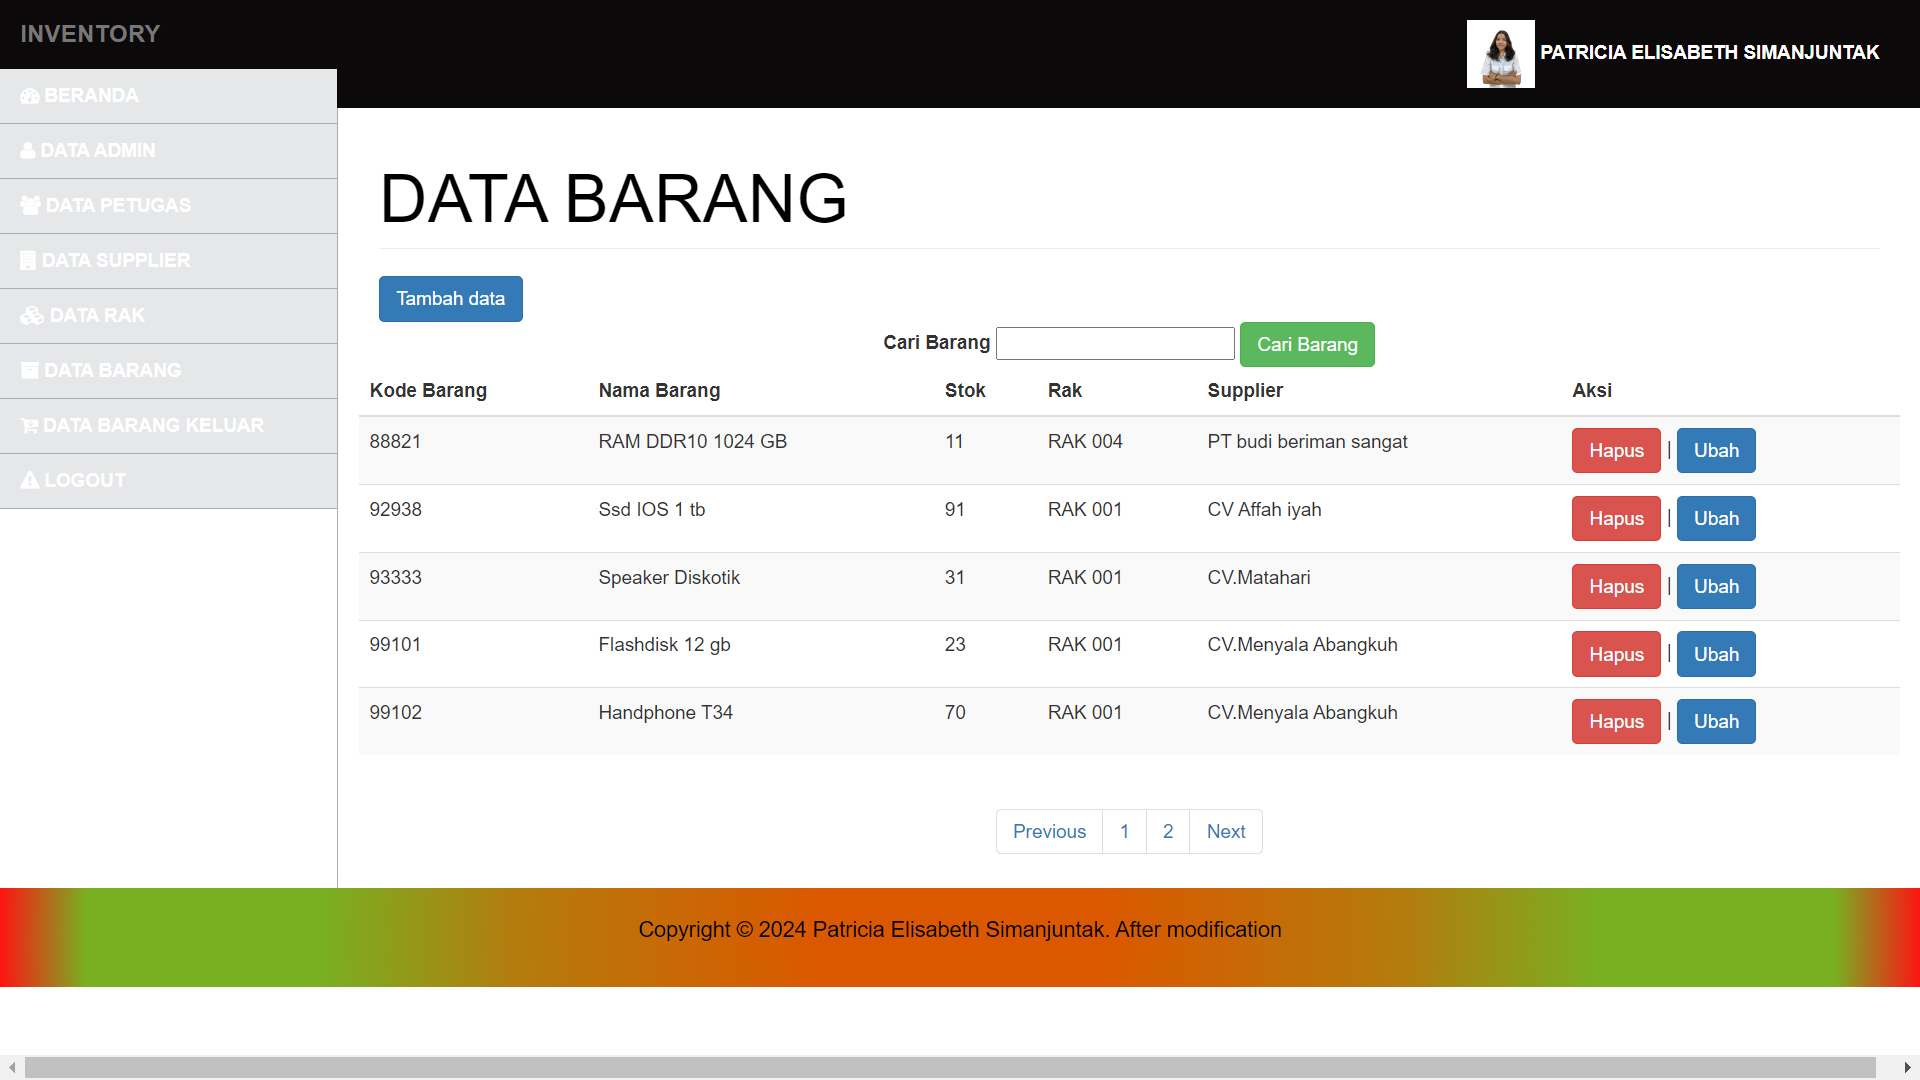 INVENTORY
PATRICIA ELISABETH SIMANJUNTAK
BERANDA
DATA ADMIN
DATA PETUGAS
DATA SUPPLIER
DATA RAK
DATA BARANG
DATA BARANG KELUAR
LOGOUT
DATA BARANG
Tambah data
Cari Barang Cari Barang
Kode Barang Nama Barang Stok Rak Supplier Aksi
88821 RAM DDR10 1024 GB 11 RAK 004 PT budi beriman sangat Hapus | Ubah
92938 Ssd IOS 1 tb 91 RAK 001 CV Affah iyah Hapus | Ubah
93333 Speaker Diskotik 31 RAK 001 CV.Matahari Hapus | Ubah
99101 Flashdisk 12 gb 23 RAK 001 CV.Menyala Abangkuh Hapus | Ubah
99102 Handphone T34 70 RAK 001 CV.Menyala Abangkuh Hapus | Ubah
Previous 1 2 Next
Copyright © 2024 Patricia Elisabeth Simanjuntak. After modification